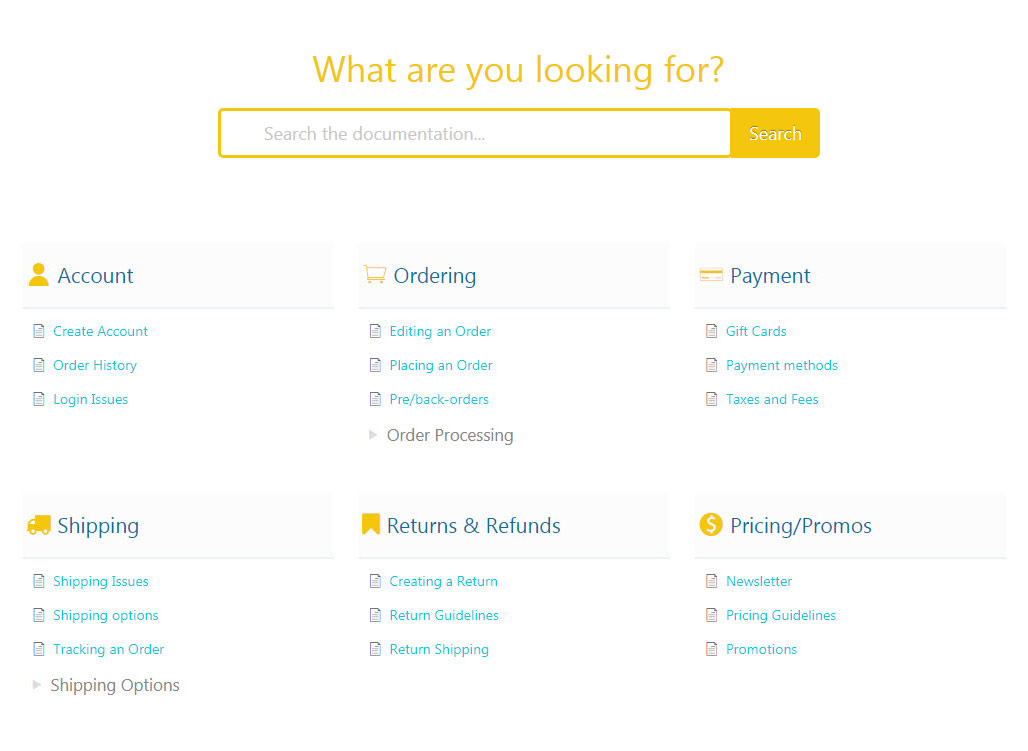 What are you looking for?
Search the documentation...
Search
Account
Create Account
Order History
Login Issues
Ordering
Editing an Order
Placing an Order
Pre/back-orders
Order Processing
Payment
Gift Cards
Payment methods
Taxes and Fees
Shipping
Shipping Issues
Shipping options
Tracking an Order
Shipping Options
Returns & Refunds
Creating a Return
Return Guidelines
Return Shipping
$
Pricing/Promos
Newsletter
Pricing Guidelines
Promotions